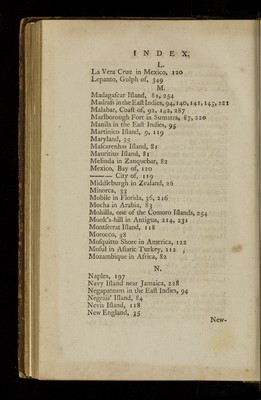 INDEX.
L.
La Vera Cruz in Mexico, 120
Lepanto, Gulph of, 349
M.
Madagaſcar Iſland, 81, 254
Madraſs in the Eaſt Indies, 94, 140, 141, 145, 221
Malabar, Coaſt of, 92, 142, 287
Marlborough Fort in Sumatra, 87, 220
Manila in the Eaſt Indies, 95
Martinico Iſland, 9, 119
Maryland, 35
Maſcarenhas Iſland, 81
Mauritius Iſland, 81
Melinda in Zanquebar, 82
Mexico, Bay of, 120
——— City of, 119
Middleburgh in Zealand, 26
Minorca, 53
Mobile in Florida, 36, 216
Mocha in Arabia, 83
Mohilla, one of the Comoro Iſlands, 254
Monk's-hill in Antigua, 214, 231
Montſerrat Iſland, 118
Morocco, 38
Moſquitto Shore in America, 122
Moſul in Aſiatic Turkey, 112
Mozambique in Africa, 82
N.
Naples, 197
Navy Iſland near Jamaica, 228
Negapatnam in the Eaſt Indies, 94
Negrais' Iſland, 84
Nevis Iſland, 118
New England, 35
New-